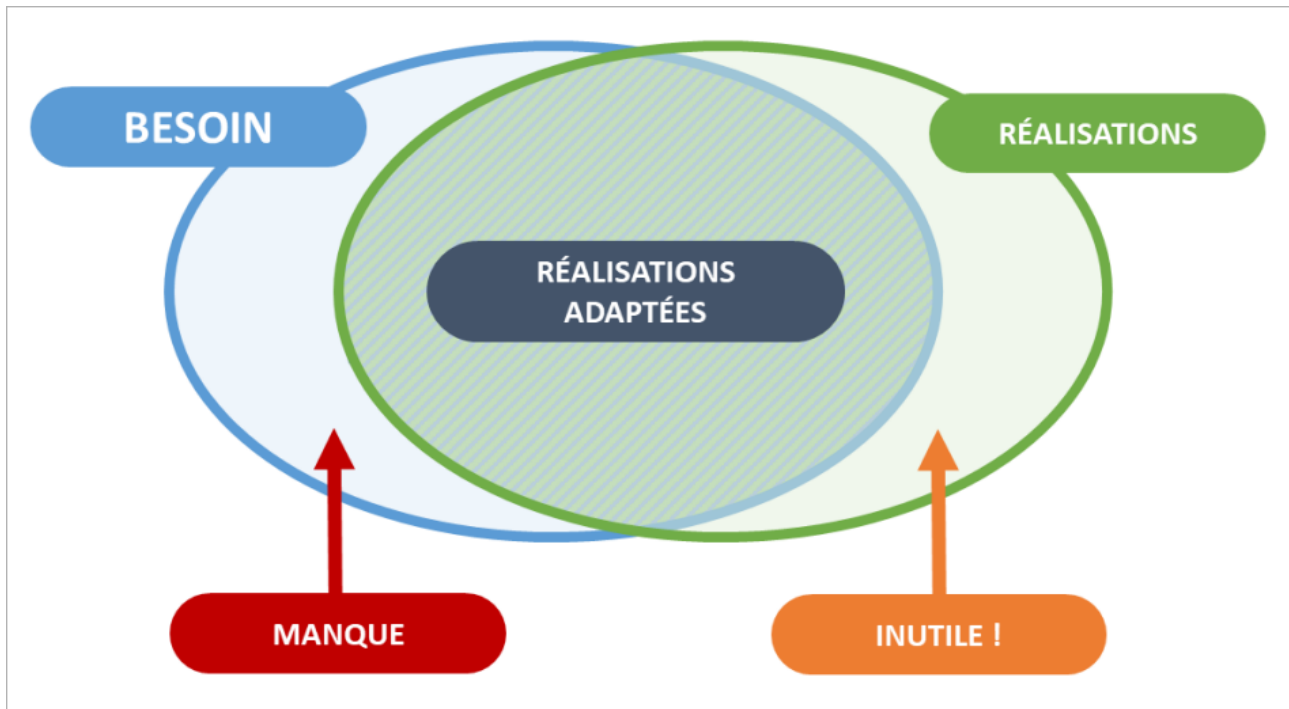 BESOIN
RÉALISATIONS
RÉALISATIONS
ADAPTÉES
MANQUE
INUTILE !